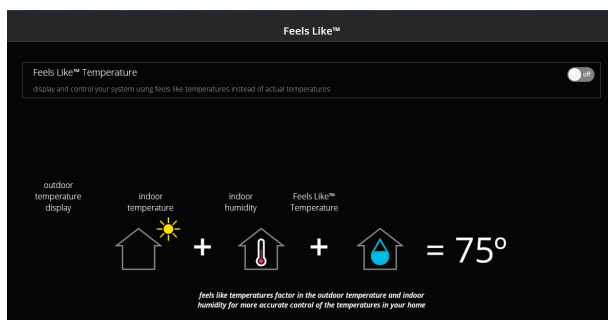 Feels Like™
Feels Like™ Temperature
off
display and control your system using feels like temperatures instead of actual temperatures
outdoor
temperature
display
indoor
temperature
indoor
humidity
Feels Like™
Temperature
+ + = 75º
feels like temperatures factor in the outdoor temperature and indoor
humidity for more accurate control of the temperatures in your home